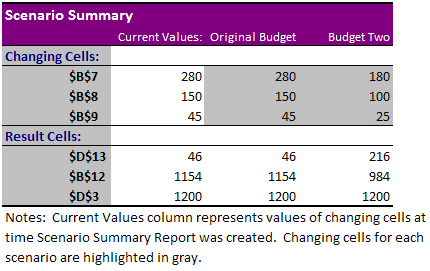 Scenario Summary
Current Values: Original Budget Budget Two
Changing Cells:
$B$7 280 280 180
$B$8 150 150 100
$B$9 45 45 25
Result Cells:
$D$13 46 46 216
$B$12 1154 1154 984
$D$3 1200 1200 1200
Notes: Current Values column represents values of changing cells at
time Scenario Summary Report was created. Changing cells for each
scenario are highlighted in gray.